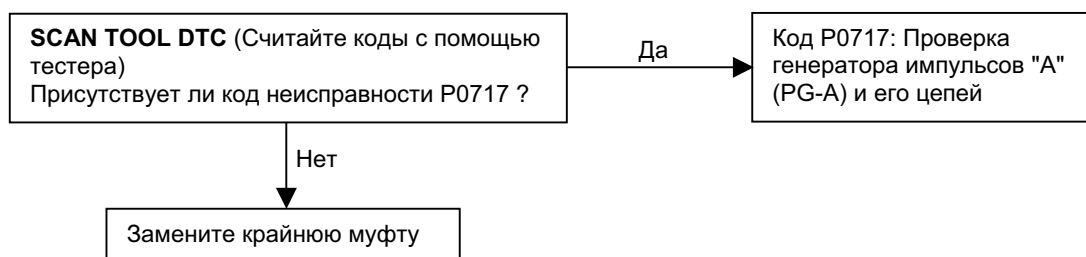 SCAN TOOL DTC (Считайте коды с помощью
тестера)
Присутствует ли код неисправности P0717 ?
Да
Код P0717: Проверка
генератора импульсов "A"
(PG-A) и его цепей
Нет
Замените крайнюю муфту